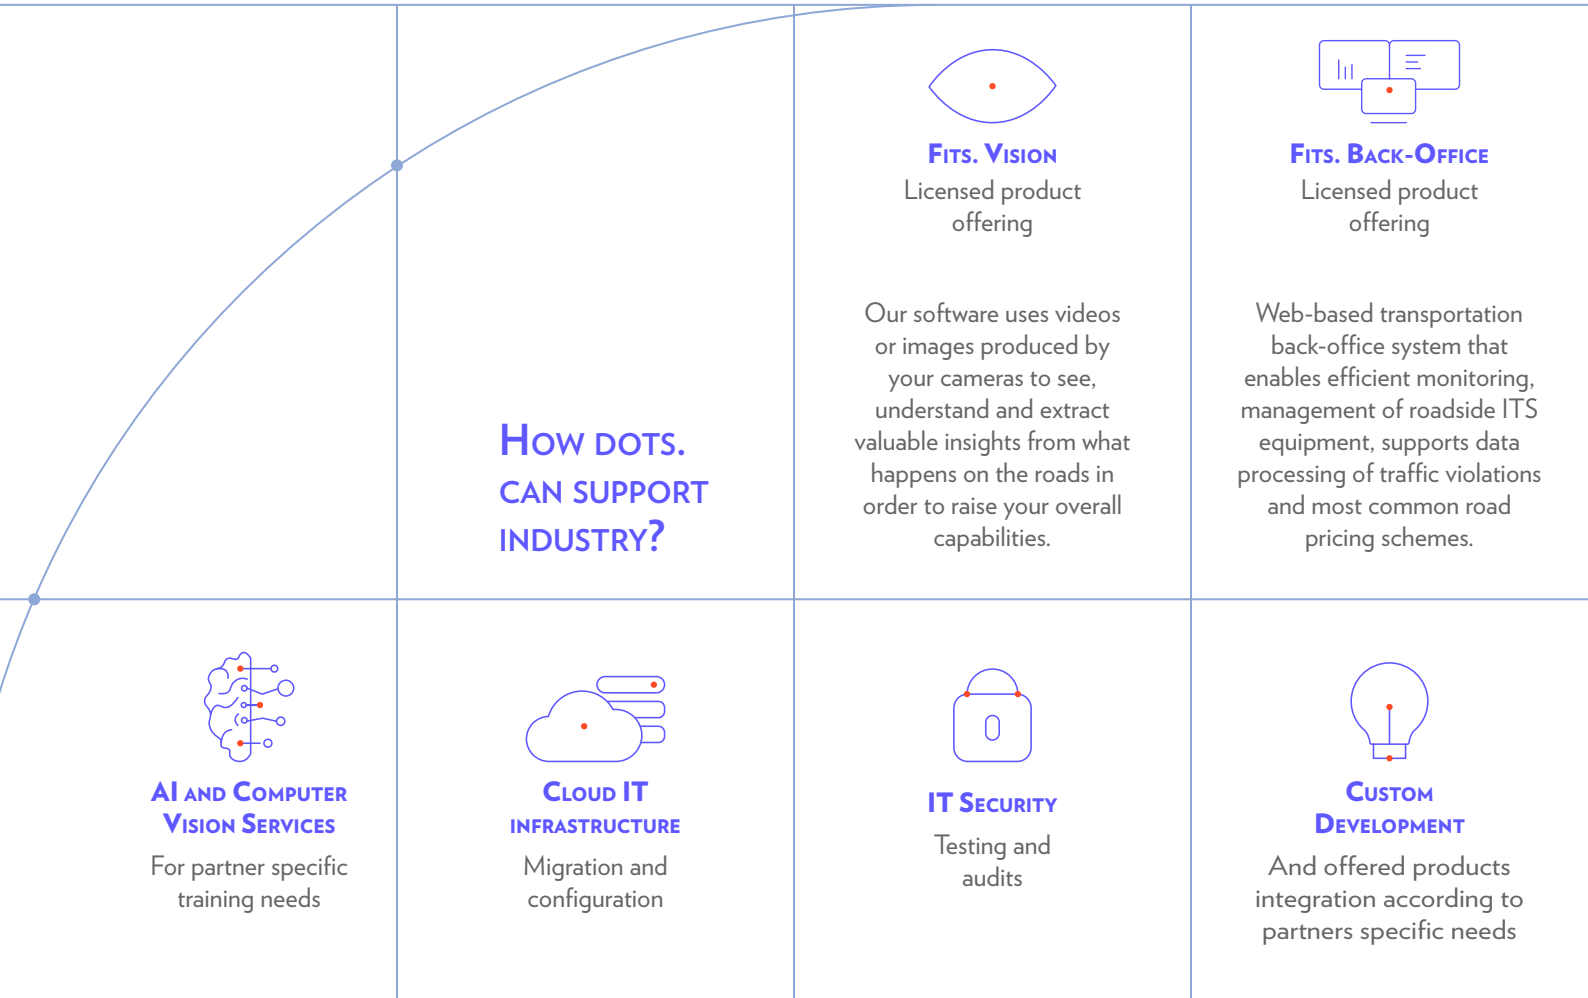 How dots.
can support
industry?
Fits. Vision
Licensed product
offering
Our software uses videos
or images produced by
your cameras to see,
understand and extract
valuable insights from what
happens on the roads in
order to raise your overall
capabilities.
Fits. Back-Office
Licensed product
offering
Web-based transportation
back-office system that
enables efficient monitoring,
management of roadside ITS
equipment, supports data
processing of traffic violations
and most common road
pricing schemes.
AI and Computer
Vision Services
For partner specific
training needs
Cloud IT
infrastructure
Migration and
configuration
IT Security
Testing and
audits
Custom
Development
And offered products
integration according to
partners specific needs